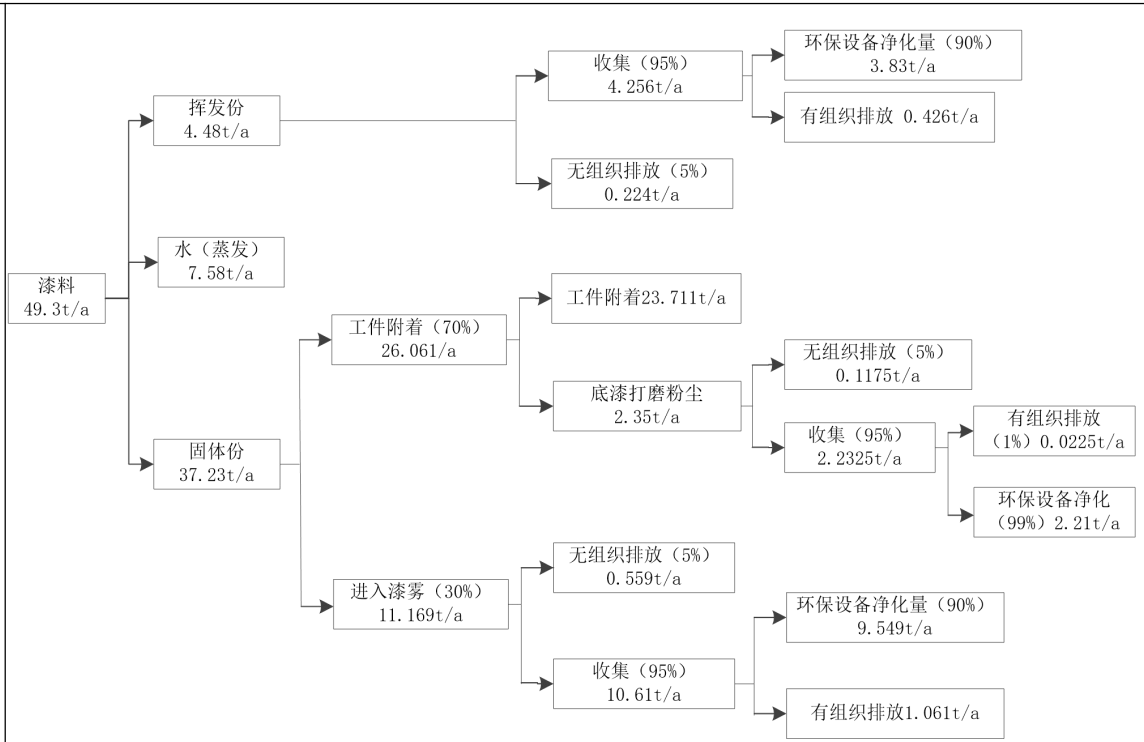 漆料
49.3t/a
挥发份
4.48t/a
收集（95%）
4.256t/a
环保设备净化量（90%）
3.83t/a
有组织排放 0.426t/a
无组织排放（5%）
0.224t/a
水（蒸发）
7.58t/a
固体份
37.23t/a
工件附着（70%）
26.061/a
工件附着23.711t/a
底漆打磨粉尘
2.35t/a
无组织排放（5%）
0.1175t/a
收集（95%）
2.2325t/a
有组织排放
（1%）0.0225t/a
环保设备净化
（99%）2.21t/a
进入漆雾（30%）
11.169t/a
无组织排放（5%）
0.559t/a
收集（95%）
10.61t/a
环保设备净化量（90%）
9.549t/a
有组织排放1.061t/a